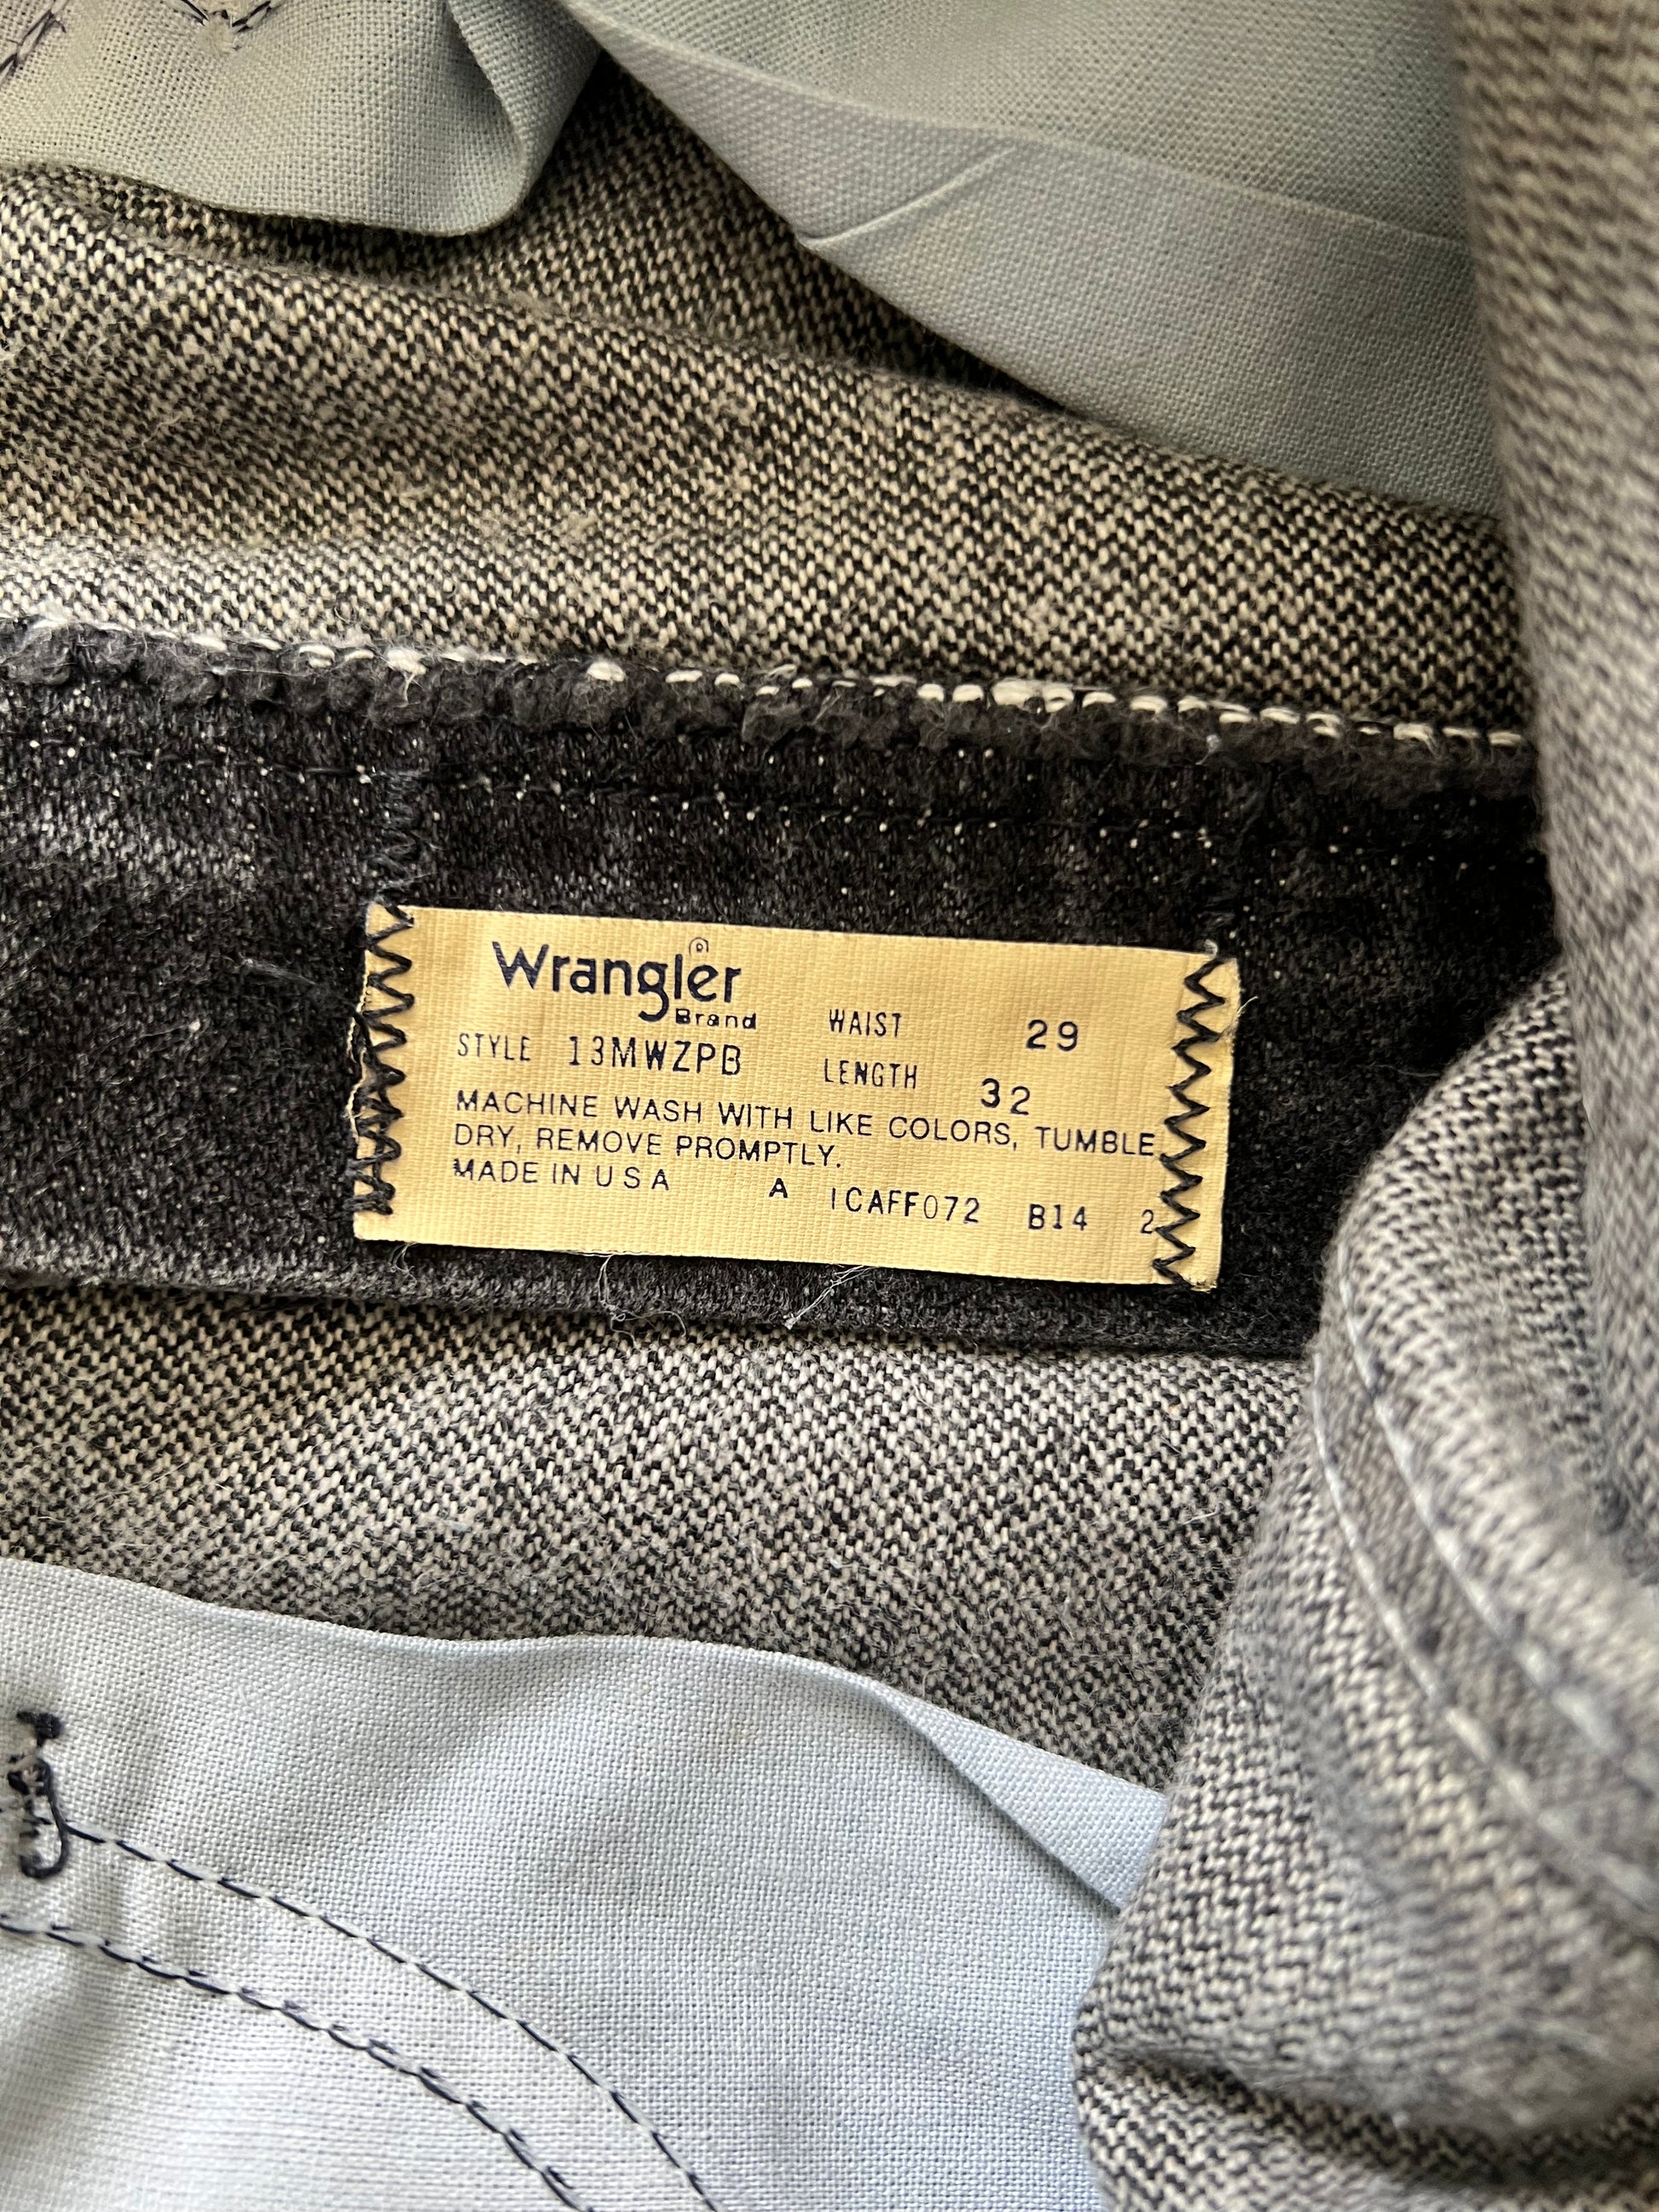 Wrangler®
Brand
WAIST 29
STYLE 13MWZPB
LENGTH 32
MACHINE WASH WITH LIKE COLORS, TUMBLE
DRY, REMOVE PROMPTLY.
MADE IN U S A A 1CAFF072 B14 2